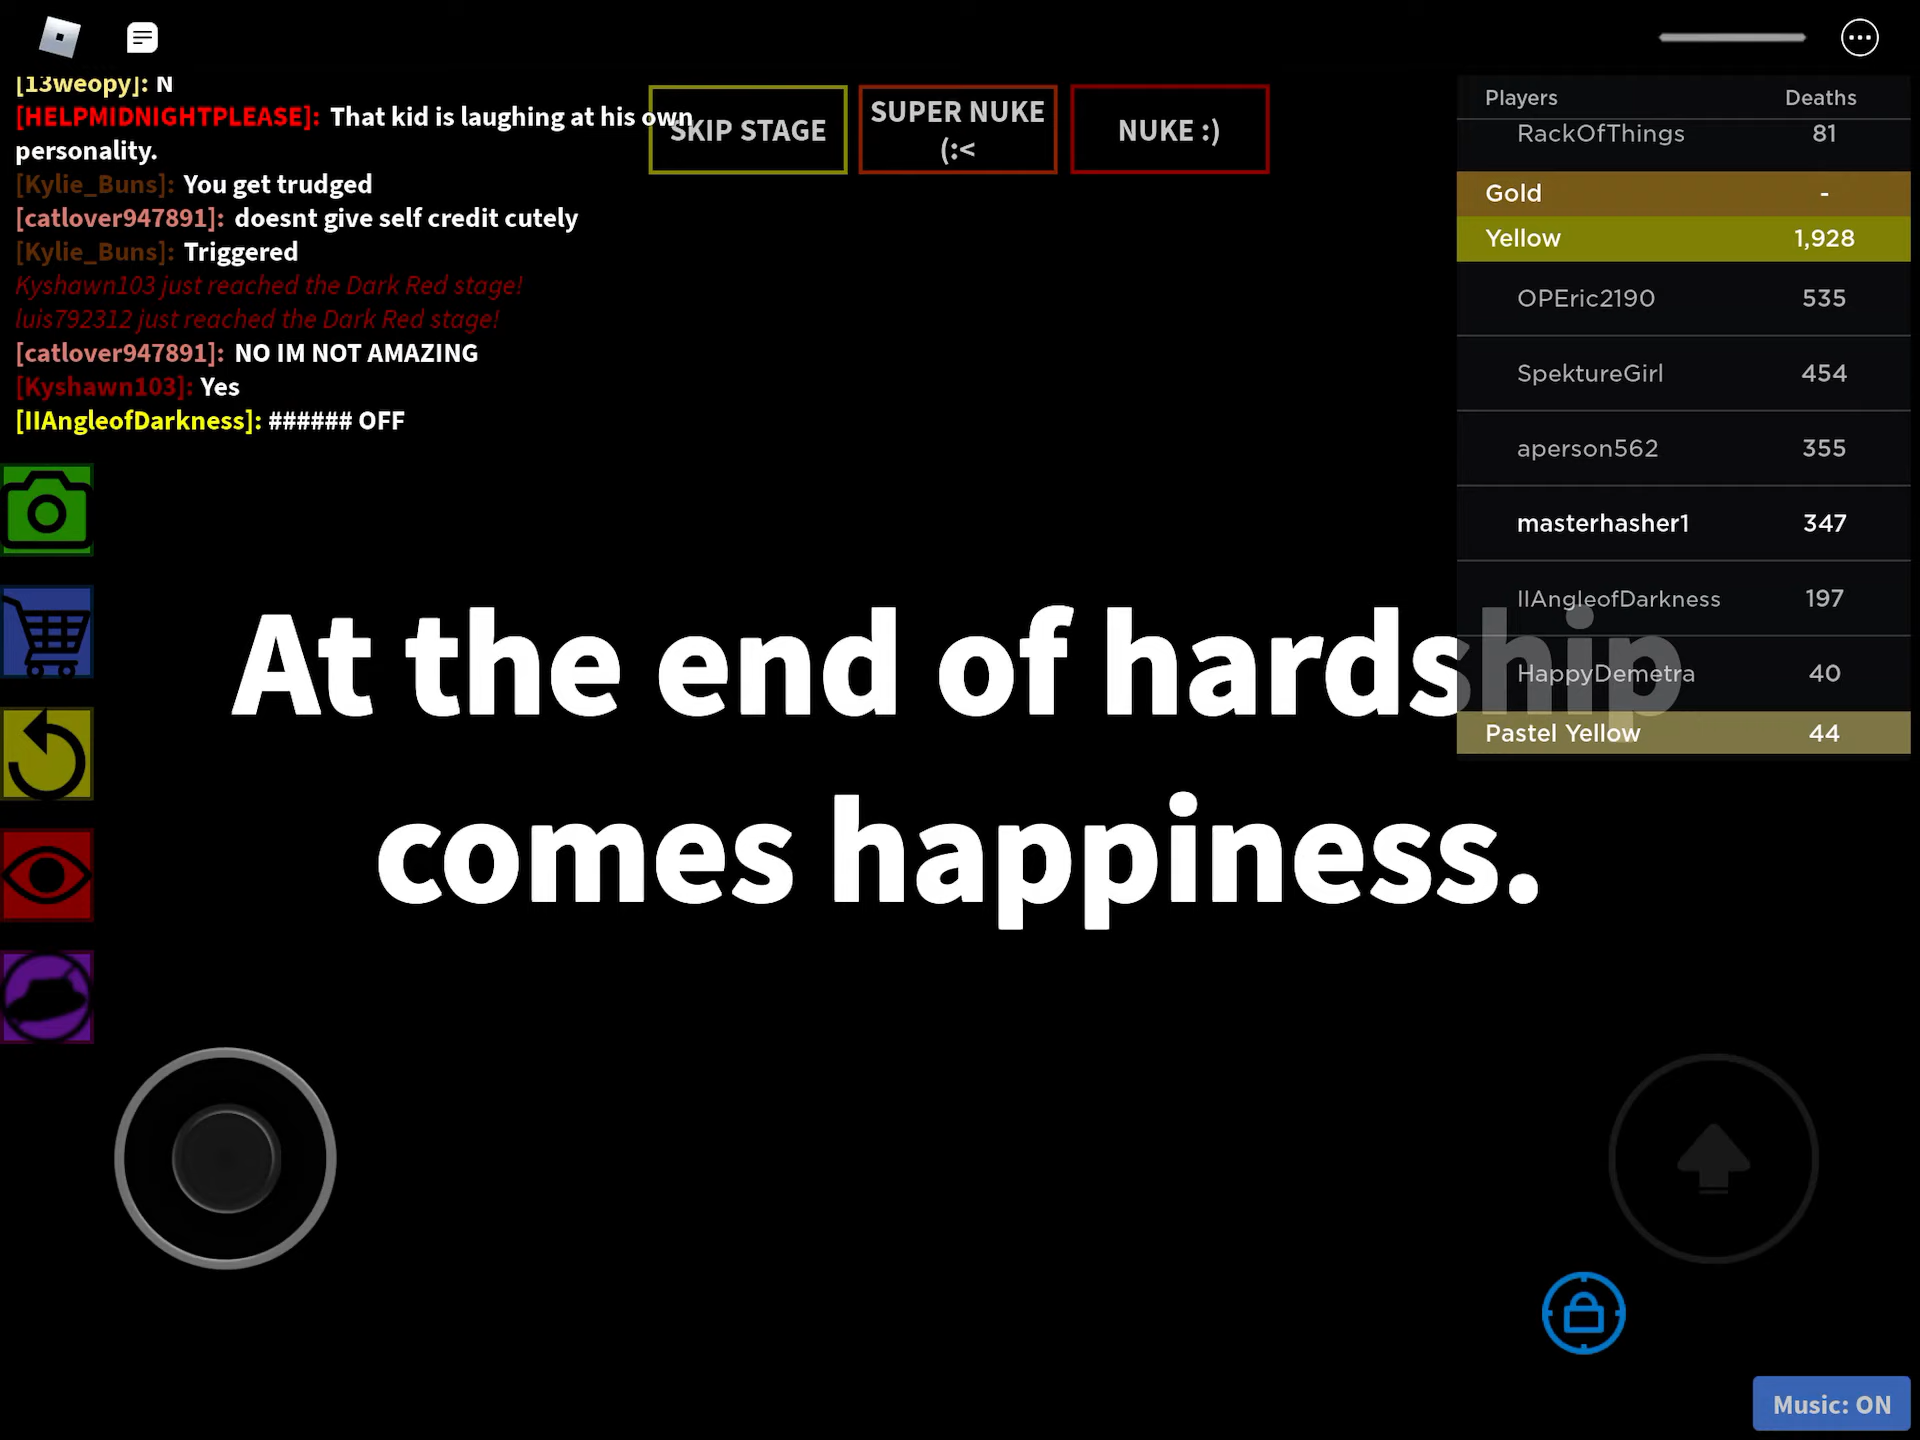 [13weopy]: N
[HELPMIDNIGHTPLEASE]: That kid is laughing at his own
personality.
[Kylie_Buns]: You get trudged
[catlover947891]: doesnt give self credit cutely
[Kylie_Buns]: Triggered
Kyshawn103 just reached the Dark Red stage!
luis792312 just reached the Dark Red stage!
[catlover947891]: NO IM NOT AMAZING
[Kyshawn103]: Yes
[IIAngleofDarkness]: ###### OFF
SKIP STAGE
SUPER NUKE
(:<
NUKE :)
Players Deaths
RackOfThings 81
Gold -
Yellow 1,928
OPEric2190 535
SpektureGirl 454
aperson562 355
masterhasher1 347
IIAngleofDarkness 197
HappyDemetra 40
Pastel Yellow 44
At the end of hardship
comes happiness.
Music: ON